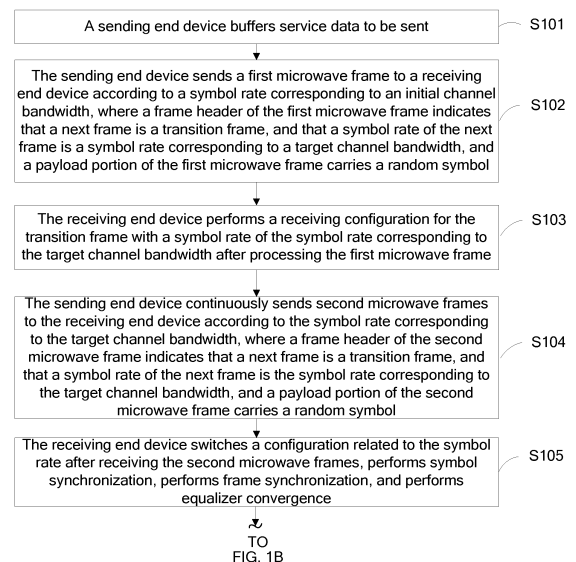 A sending end device buffers service data to be sent
S101
The sending end device sends a first microwave frame to a receiving
end device according to a symbol rate corresponding to an initial channel
bandwidth, where a frame header of the first microwave frame indicates
that a next frame is a transition frame, and that a symbol rate of the next
frame is a symbol rate corresponding to a target channel bandwidth, and
a payload portion of the first microwave frame carries a random symbol
S102
The receiving end device performs a receiving configuration for the
transition frame with a symbol rate of the symbol rate corresponding to
the target channel bandwidth after processing the first microwave frame
S103
The sending end device continuously sends second microwave frames
to the receiving end device according to the symbol rate corresponding
to the target channel bandwidth, where a frame header of the second
microwave frame indicates that a next frame is a transition frame, and
that a symbol rate of the next frame is the symbol rate corresponding to
the target channel bandwidth, and a payload portion of the second
microwave frame carries a random symbol
S104
The receiving end device switches a configuration related to the symbol
rate after receiving the second microwave frames, performs symbol
synchronization, performs frame synchronization, and performs
equalizer convergence
S105
TO
FIG. 1B